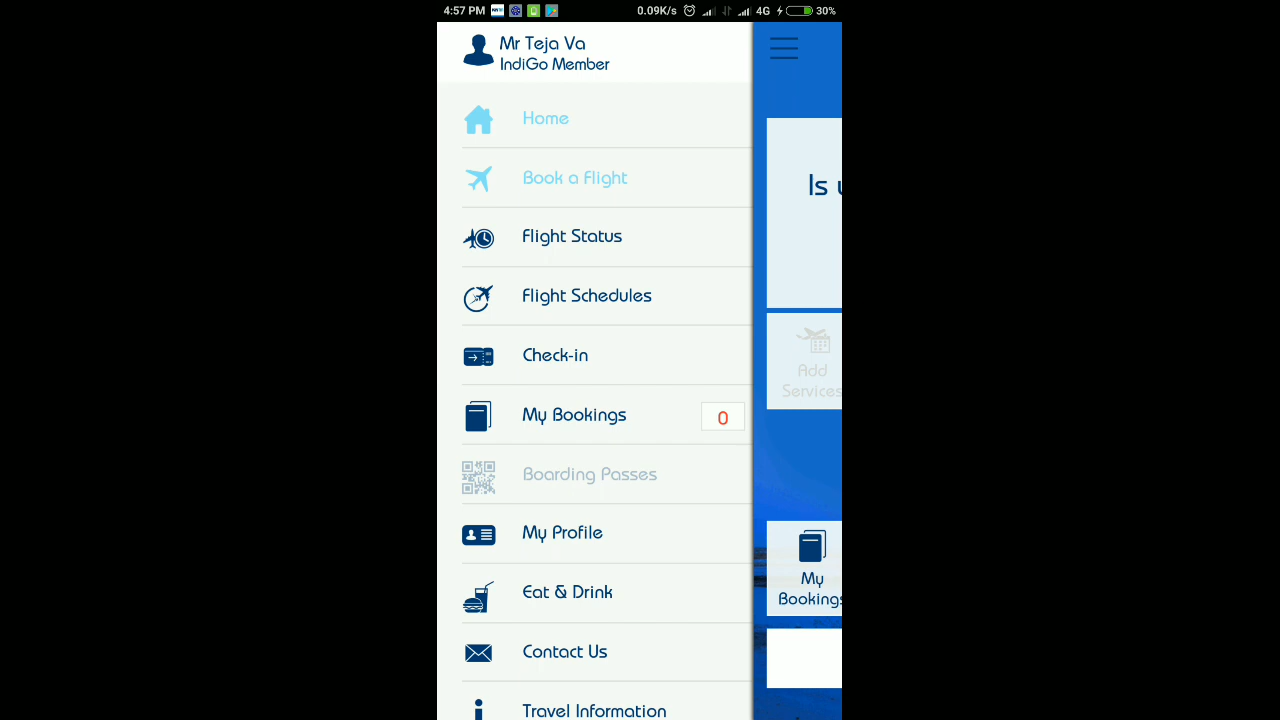 4:57 PM 0.09K/s 4G 30%
Mr Teja Va
IndiGo Member
Home
Book a Flight
Flight Status
Flight Schedules
Check-in
My Bookings 0
Boarding Passes
My Profile
Eat & Drink
Contact Us
Travel Information
Is
Add
Services
My
Bookings